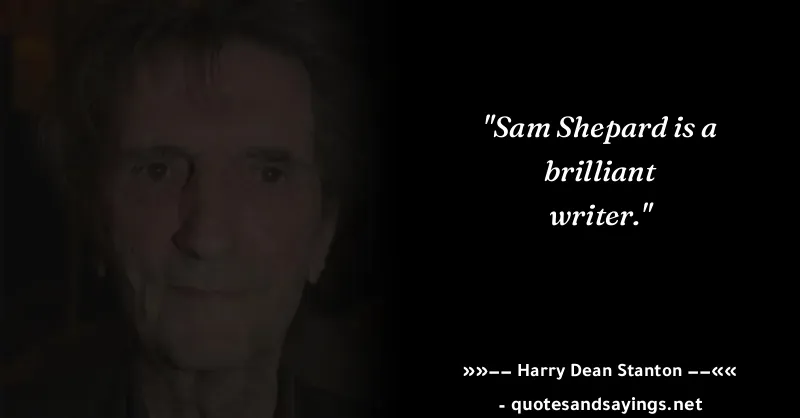 "Sam Shepard is a
brilliant
writer."
»»–– Harry Dean Stanton ––««
- quotesandsayings.net